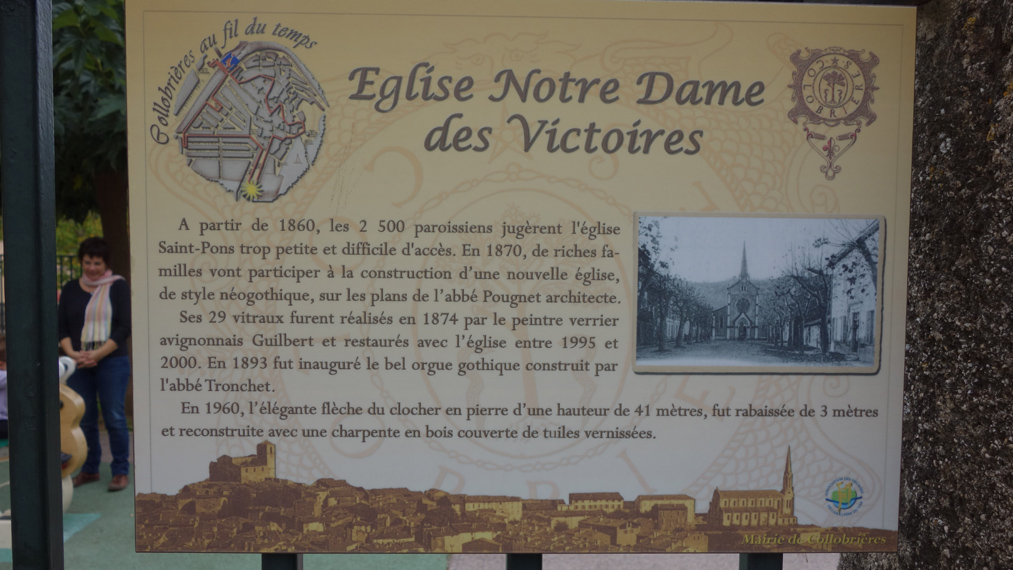 Collobrières au fil du temps
Eglise Notre Dame
des Victoires
COLOBRERES
A partir de 1860, les 2 500 paroissiens jugèrent l'église
Saint-Pons trop petite et difficile d'accès. En 1870, de riches fa-
milles vont participer à la construction d'une nouvelle église,
de style néogothique, sur les plans de l'abbé Pougnet architecte.
Ses 29 vitraux furent réalisés en 1874 par le peintre verrier
avignonnais Guilbert et restaurés avec l'église entre 1995 et
2000. En 1893 fut inauguré le bel orgue gothique construit par
l'abbé Tronchet.
En 1960, l'élégante flèche du clocher en pierre d'une hauteur de 41 mètres, fut rabaissée de 3 mètres
et reconstruite avec une charpente en bois couverte de tuiles vernissées.
Mairie de Collobrières